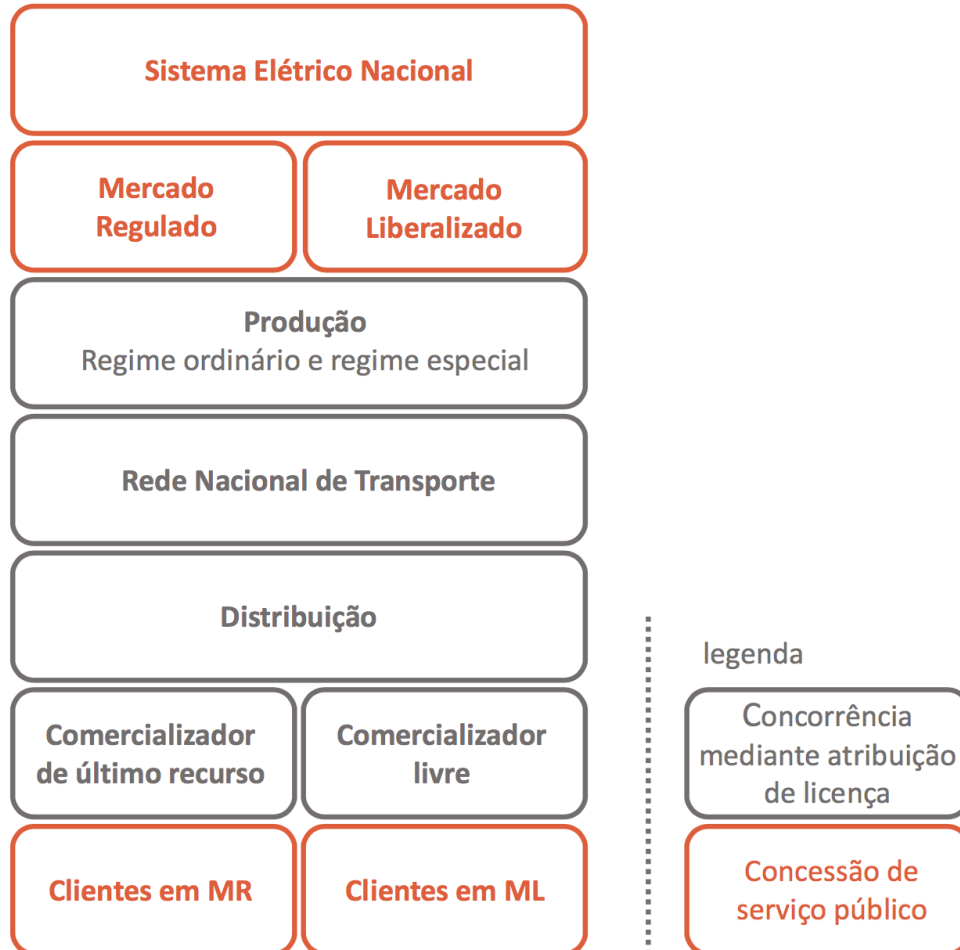 Sistema Elétrico Nacional
Mercado
Regulado
Mercado
Liberalizado
Produção
Regime ordinário e regime especial
Rede Nacional de Transporte
Distribuição
Comercializador
de último recurso
Comercializador
livre
Clientes em MR
Clientes em ML
legenda
Concorrência
mediante atribuição
de licença
Concessão de
serviço público